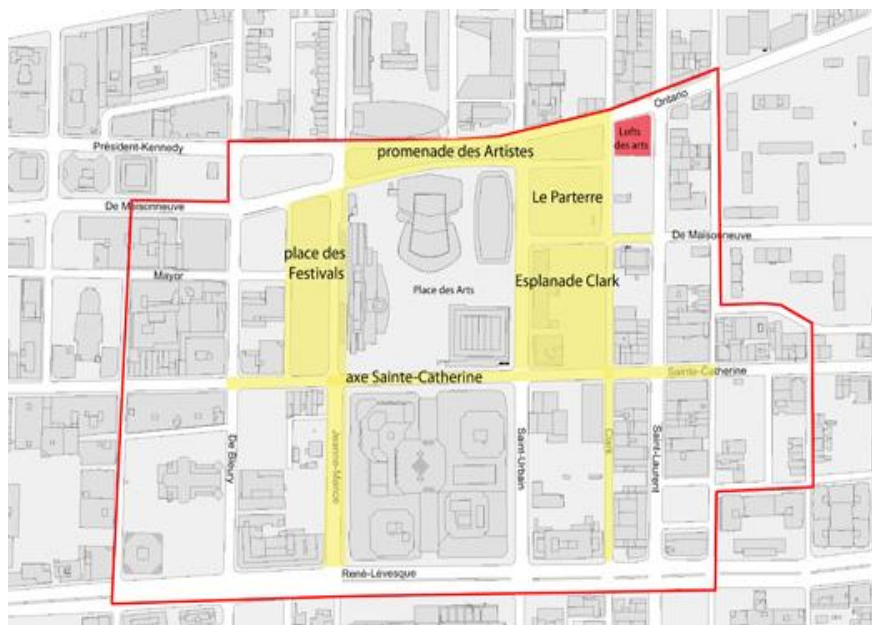 Ontario
Lofts
des arts
Président-Kennedy
promenade des Artistes
Le Parterre
De Maisonneuve
De Maisonneuve
place des
Festivals
Mayor
Esplanade Clark
Place des Arts
axe Sainte-Catherine
Sainte-Catherine
De Bleury
Jeanne-Mance
Saint-Urbain
Clark
Saint-Laurent
René-Lévesque